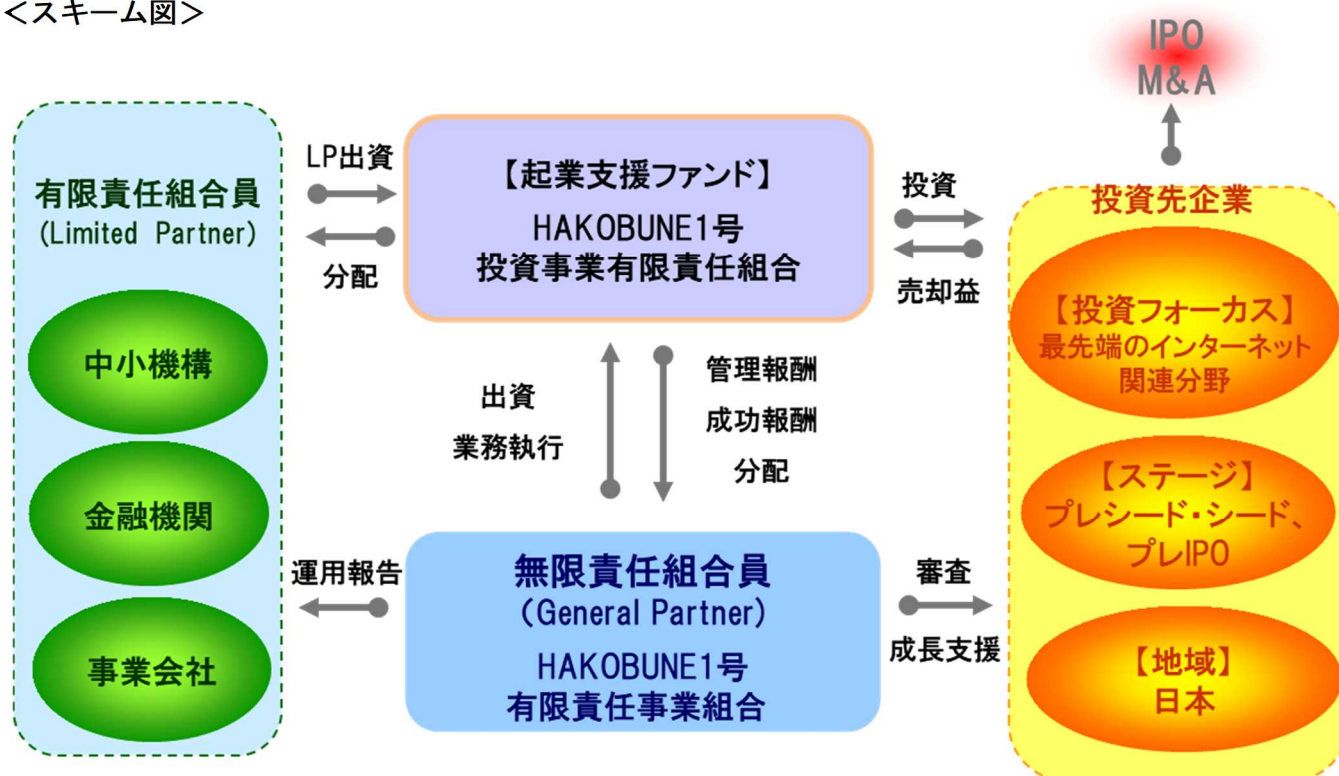 ＜スキーム図＞
IPO
M&A
有限責任組合員
(Limited Partner)
中小機構
金融機関
事業会社
LP出資
分配
【起業支援ファンド】
HAKOBUNE1号
投資事業有限責任組合
投資
売却益
出資
業務執行
管理報酬
成功報酬
分配
運用報告
無限責任組合員
(General Partner)
HAKOBUNE1号
有限責任事業組合
審査
成長支援
投資先企業
【投資フォーカス】
最先端のインターネット
関連分野
【ステージ】
プレシード・シード、
プレIPO
【地域】
日本